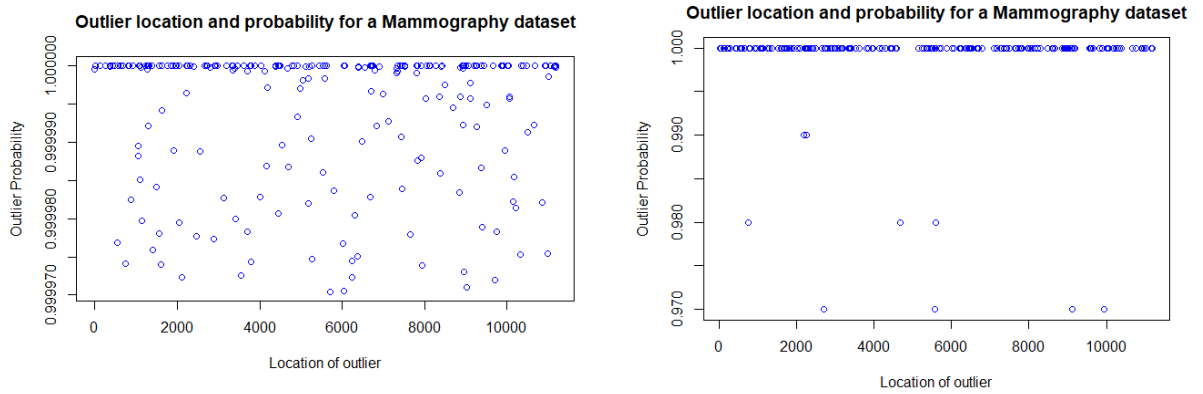 Outlier location and probability for a Mammography dataset
Outlier Probability
1.000000
0.999990
0.999980
0.999970
0 2000 4000 6000 8000 10000
Location of outlier
Outlier location and probability for a Mammography dataset
Outlier Probability
1.000
0.990
0.980
0.970
0 2000 4000 6000 8000 10000
Location of outlier